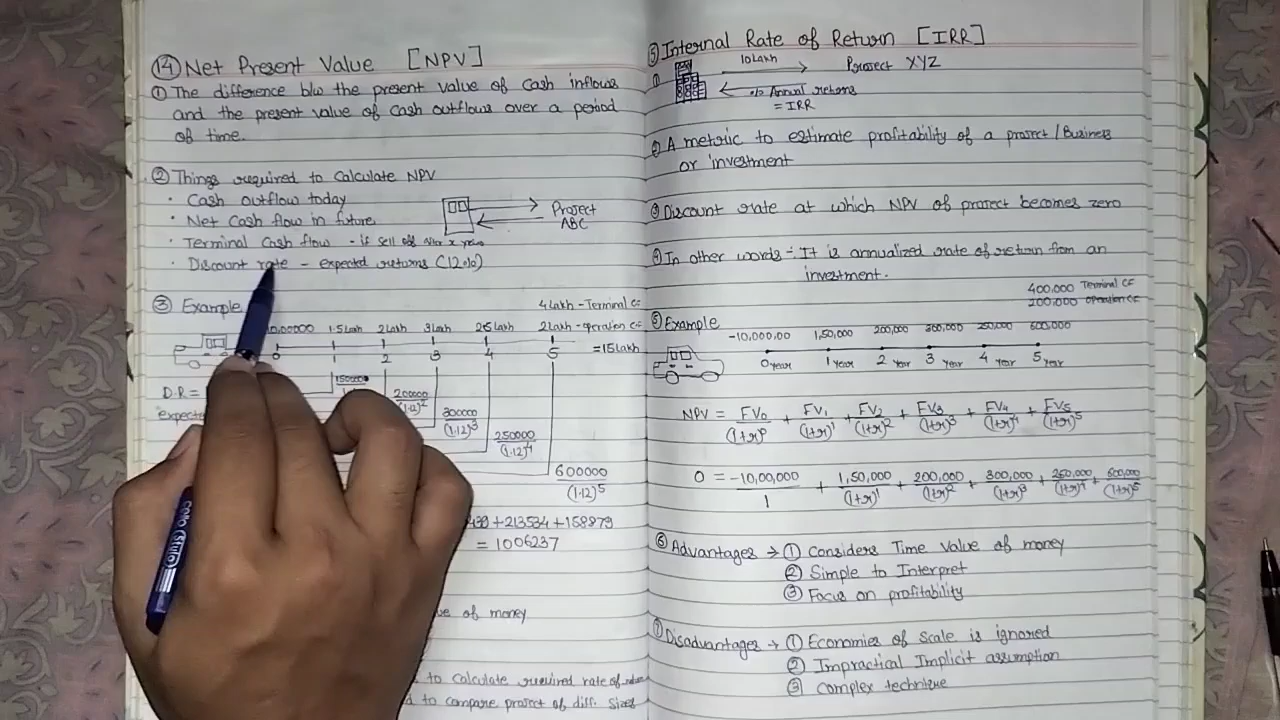 ⑭ Net Present Value [NPV]
① The difference b/w the present value of cash inflows
and the present value of cash outflows over a period
of time.
② Things required to calculate NPV
· Cash outflow today
· Net cash flow in future
· Terminal Cash flow - if sell off after x years
· Discount rate - expected returns (12%)
Project
ABC
③ Example
4 Lakh - Terminal CF
1.5 Lakh 2 Lakh 3 Lakh 2.5 Lakh 2 Lakh - operation CF
0 1 2 3 4 5 = 15 Lakh
D.R =
150000
200000
(1.12)²
300000
(1.12)³
250000
(1.12)⁴
600000
(1.12)⁵
+213534 +158879
= 1006237
of money
to calculate required rate of return
to compare project of diff. sizes
⑤ Internal Rate of Return [IRR]
①
10 Lakh
Project XYZ
% Annual returns
= IRR
② A metric to estimate profitability of a project / Business
or investment
③ Discount rate at which NPV of project becomes zero
④ In other words = It is annualized rate of return from an
investment.
400,000 Terminal CF
200,000 operation CF
⑤ Example
-10,000,00 1,50,000 200,000 300,000 250,000 600,000
0 year 1 year 2 year 3 year 4 year 5 year
NPV = FV₀/(1+r)⁰ + FV₁/(1+r)¹ + FV₂/(1+r)² + FV₃/(1+r)³ + FV₄/(1+r)⁴ + FV₅/(1+r)⁵
0 = -10,00,000/1 + 1,50,000/(1+r)¹ + 200,000/(1+r)² + 300,000/(1+r)³ + 250,000/(1+r)⁴ + 600,000/(1+r)⁵
⑥ Advantages → ① Considers Time Value of money
② Simple to Interpret
③ Focus on profitability
⑦ Disadvantages → ① Economies of Scale is ignored
② Impractical Implicit assumption
③ Complex technique